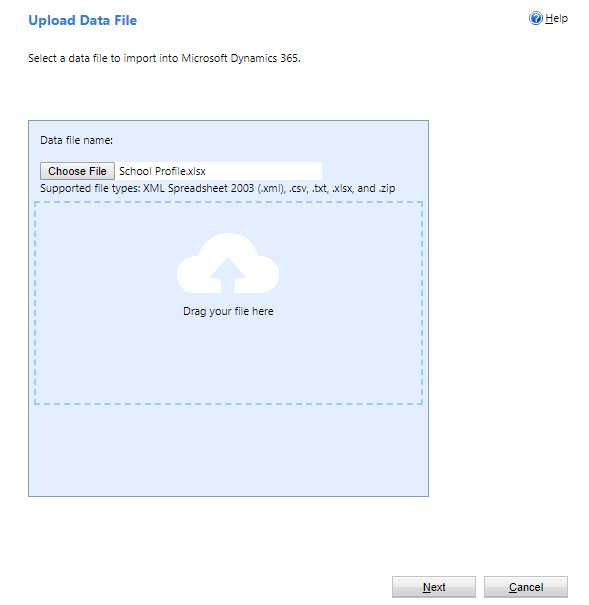 Upload Data File
Help
Select a data file to import into Microsoft Dynamics 365.
Data file name:
Choose File School Profile.xlsx
Supported file types: XML Spreadsheet 2003 (.xml), .csv, .txt, .xlsx, and .zip
Drag your file here
Next Cancel